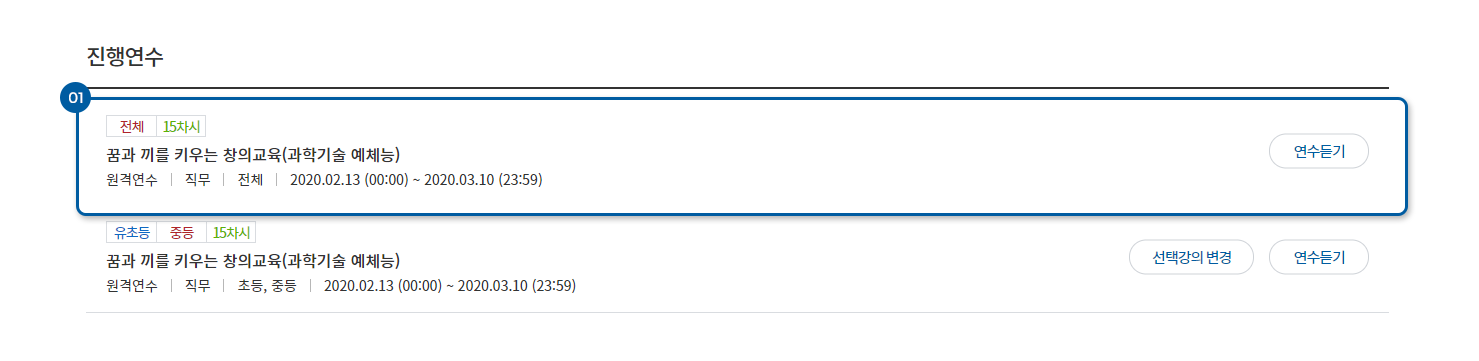 진행연수
01
전체 15차시
꿈과 끼를 키우는 창의교육(과학기술 예체능)
연수듣기
원격연수 | 직무 | 전체 | 2020.02.13 (00:00) ~ 2020.03.10 (23:59)
유초등 중등 15차시
꿈과 끼를 키우는 창의교육(과학기술 예체능)
선택강의 변경 연수듣기
원격연수 | 직무 | 초등, 중등 | 2020.02.13 (00:00) ~ 2020.03.10 (23:59)